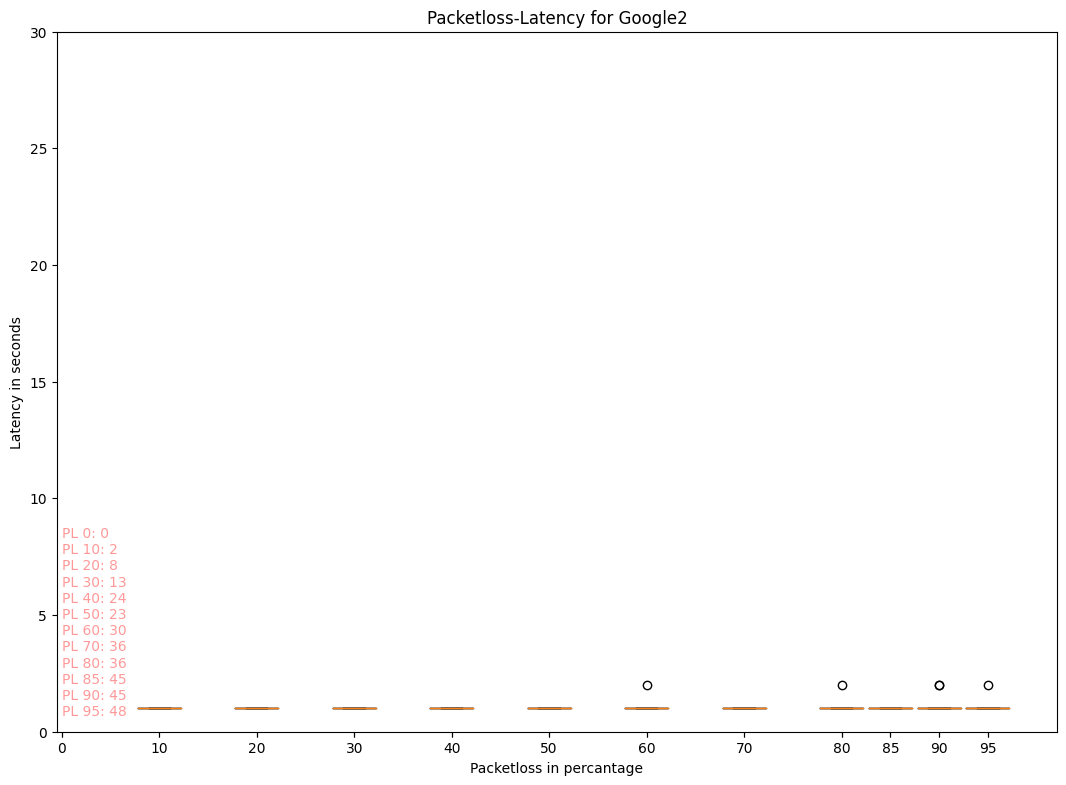 Packetloss-Latency for Google2
30
25
20
15
10
5
0
Latency in seconds
PL 0: 0
PL 10: 2
PL 20: 8
PL 30: 13
PL 40: 24
PL 50: 23
PL 60: 30
PL 70: 36
PL 80: 36
PL 85: 45
PL 90: 45
PL 95: 48
0 10 20 30 40 50 60 70 80 85 90 95
Packetloss in percantage